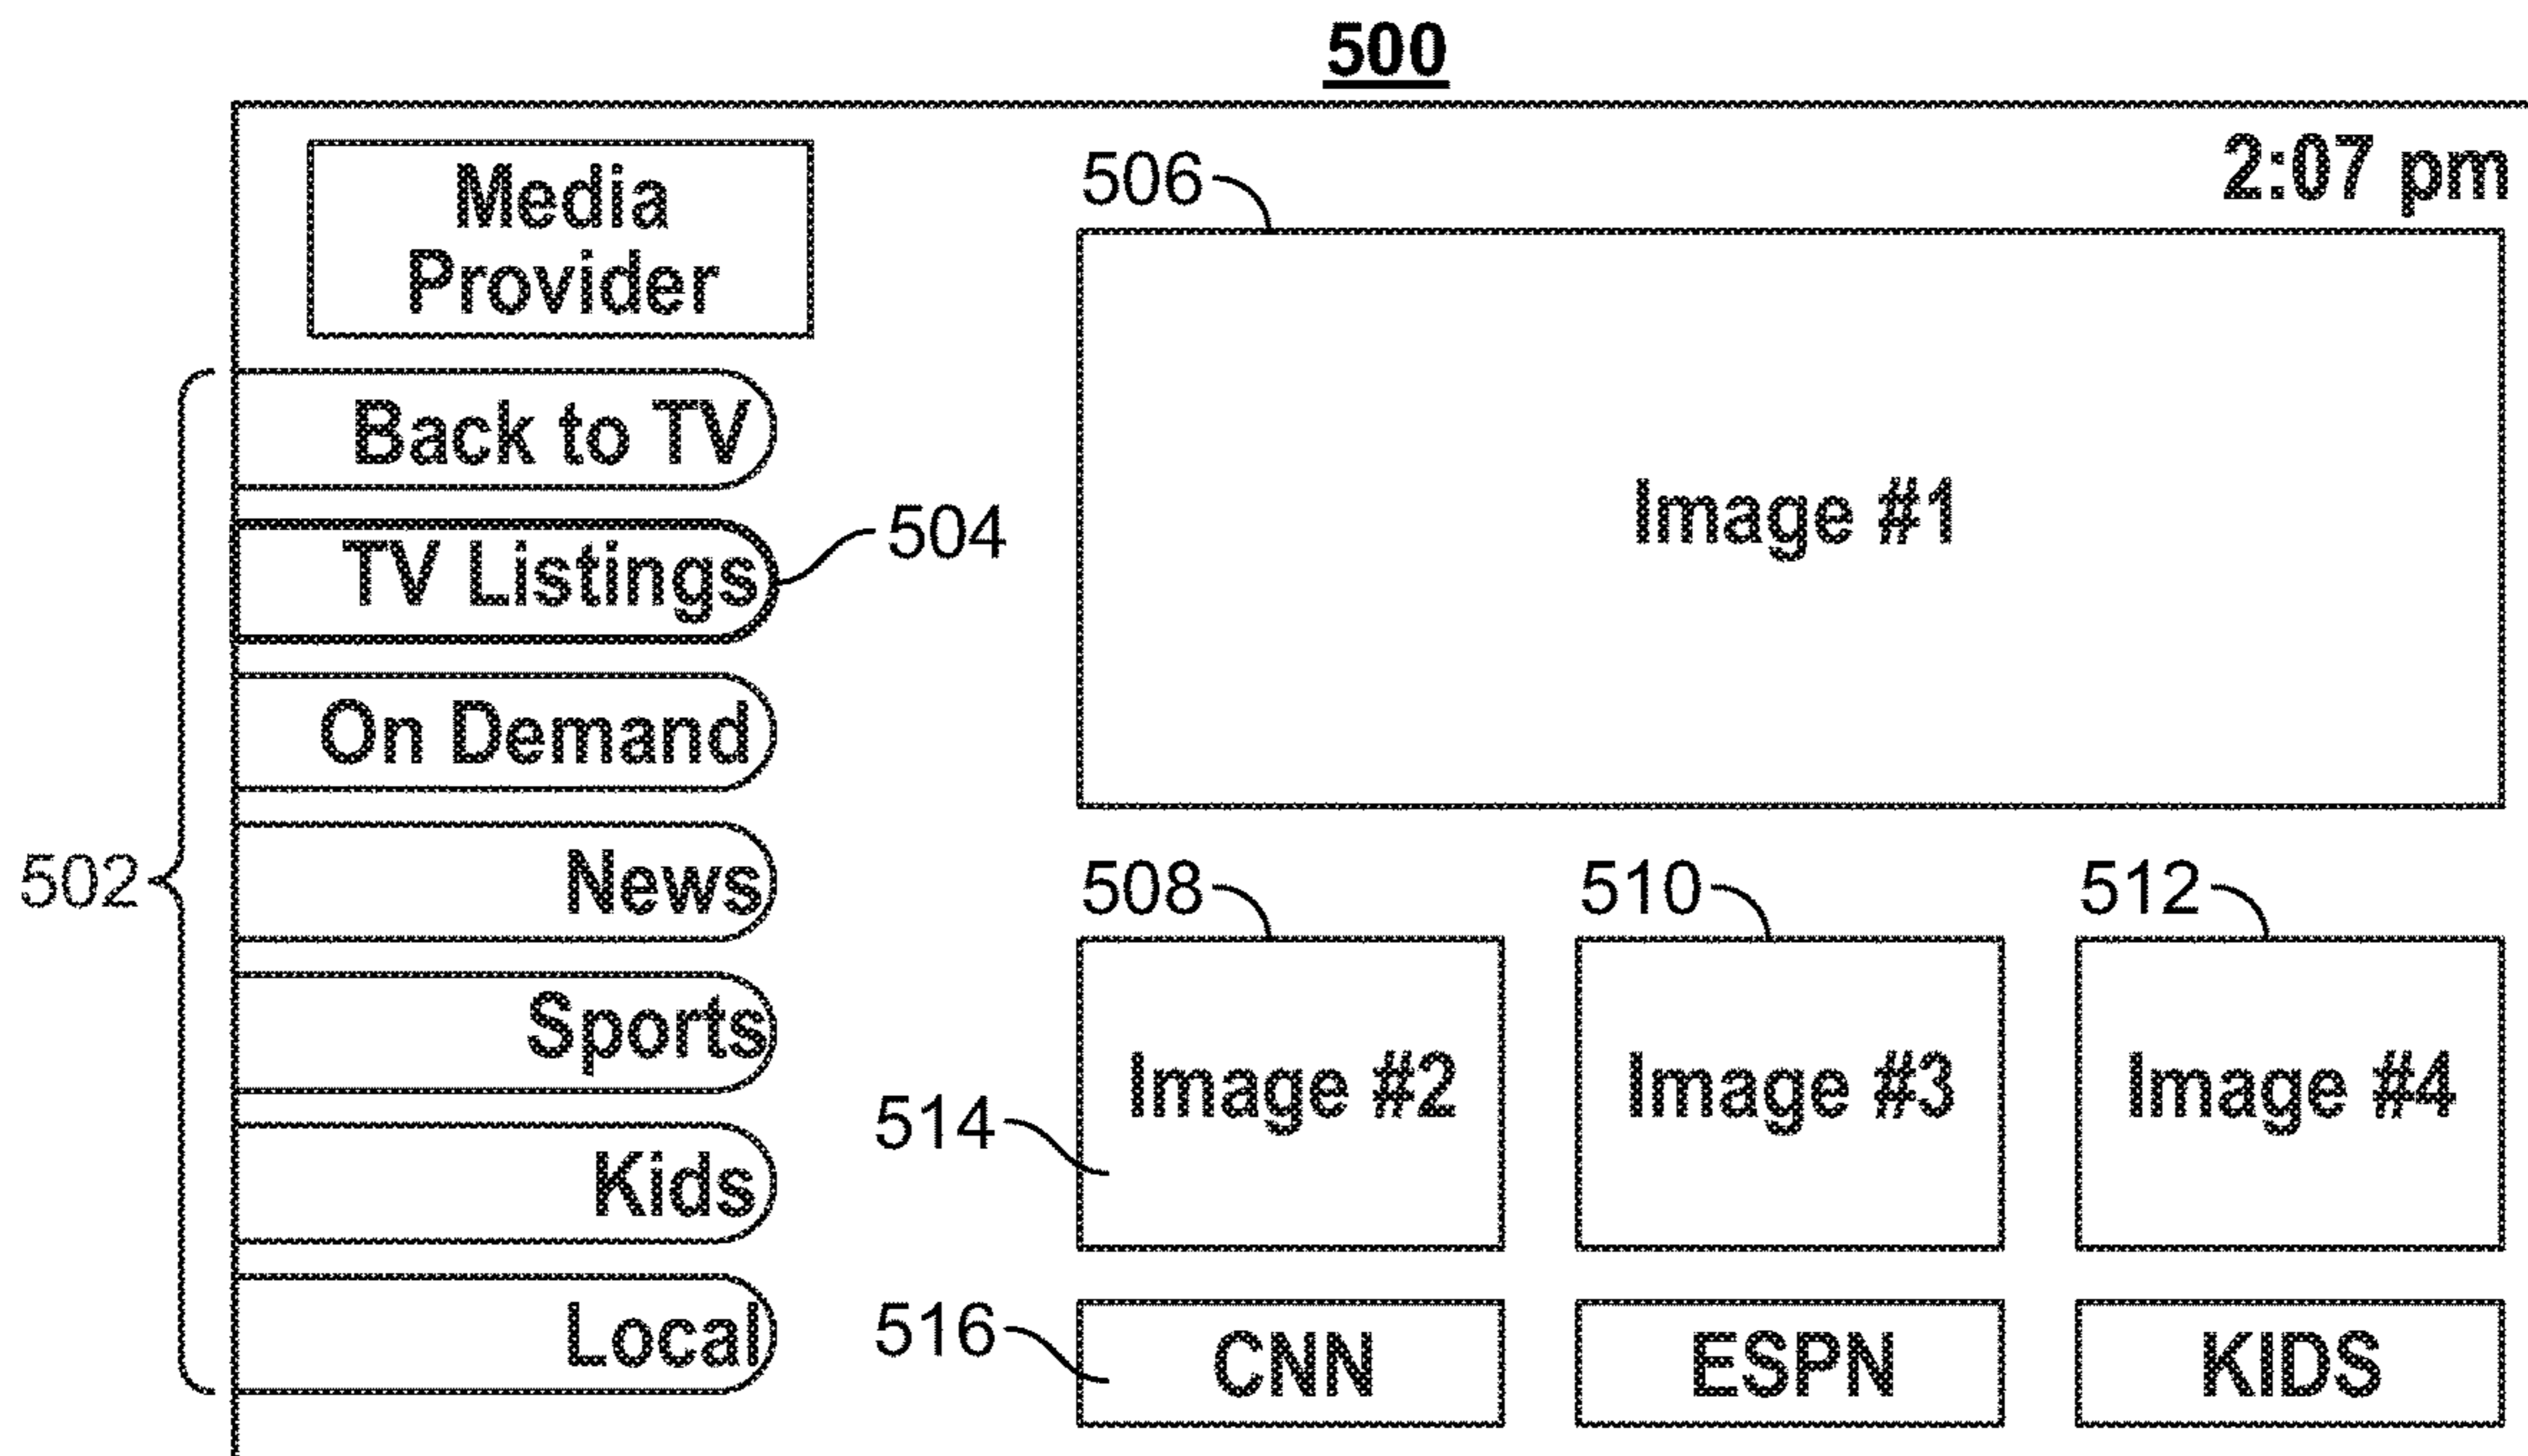 500
2:07 pm
Media
Provider
506
Back to TV
Image #1
TV Listings
504
On Demand
502
News
508
510
512
Sports
Image #2
Image #3
Image #4
514
Kids
516
Local
CNN
ESPN
KIDS